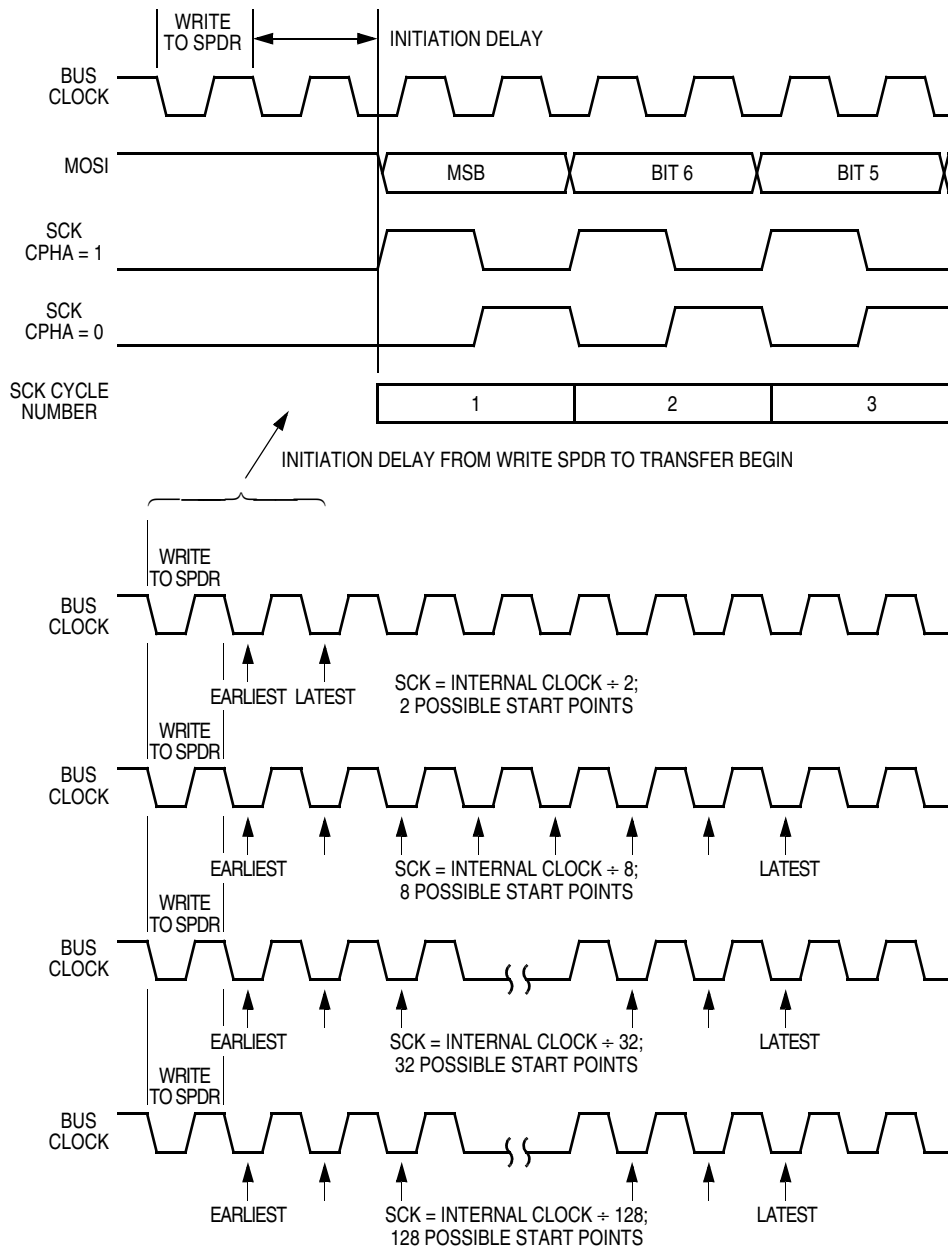 WRITE
TO SPDR
INITIATION DELAY
BUS
CLOCK
MOSI
MSB
BIT 6
BIT 5
SCK
CPHA = 1
SCK
CPHA = 0
SCK CYCLE
NUMBER
1
2
3
INITIATION DELAY FROM WRITE SPDR TO TRANSFER BEGIN
WRITE
TO SPDR
BUS
CLOCK
EARLIEST
LATEST
SCK = INTERNAL CLOCK ÷ 2;
2 POSSIBLE START POINTS
WRITE
TO SPDR
BUS
CLOCK
EARLIEST
SCK = INTERNAL CLOCK ÷ 8;
8 POSSIBLE START POINTS
LATEST
WRITE
TO SPDR
BUS
CLOCK
EARLIEST
SCK = INTERNAL CLOCK ÷ 32;
32 POSSIBLE START POINTS
LATEST
WRITE
TO SPDR
BUS
CLOCK
EARLIEST
SCK = INTERNAL CLOCK ÷ 128;
128 POSSIBLE START POINTS
LATEST